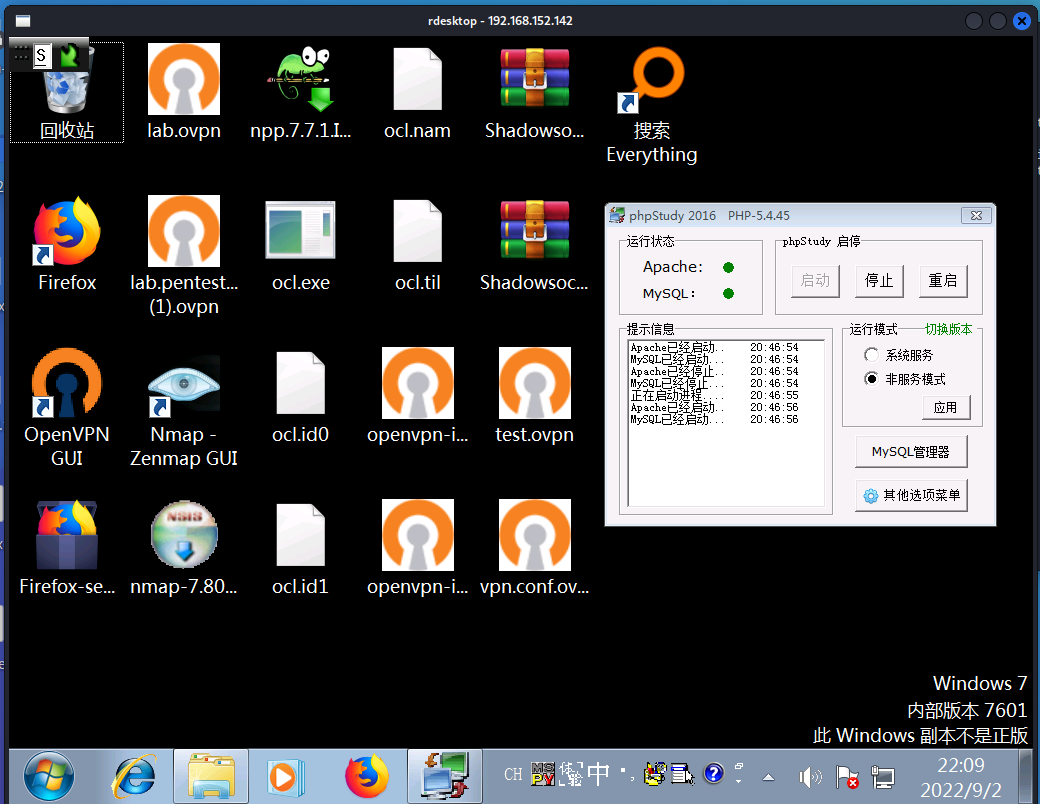 rdesktop - 192.168.152.142
S
回收站
lab.ovpn
npp.7.7.1.I...
ocl.nam
Shadowso...
搜索
Everything
Firefox
lab.pentest...
(1).ovpn
ocl.exe
ocl.til
Shadowsoc...
OpenVPN
GUI
Nmap -
Zenmap GUI
ocl.id0
openvpn-i...
test.ovpn
Firefox-se...
NSIS
nmap-7.80...
ocl.id1
openvpn-i...
vpn.conf.ov...
phpStudy 2016 PHP-5.4.45
运行状态
Apache:
MySQL:
phpStudy 启停
启动
停止
重启
提示信息
Apache已经启动.. 20:46:54
MySQL已经启动... 20:46:54
Apache已经停止.. 20:46:54
MySQL已经停止... 20:46:54
正在启动进程.... 20:46:55
Apache已经启动.. 20:46:56
MySQL已经启动... 20:46:56
运行模式
切换版本
系统服务
非服务模式
应用
MySQL管理器
其他选项菜单
Windows 7
内部版本 7601
此 Windows 副本不是正版
CH
中
22:09
2022/9/2